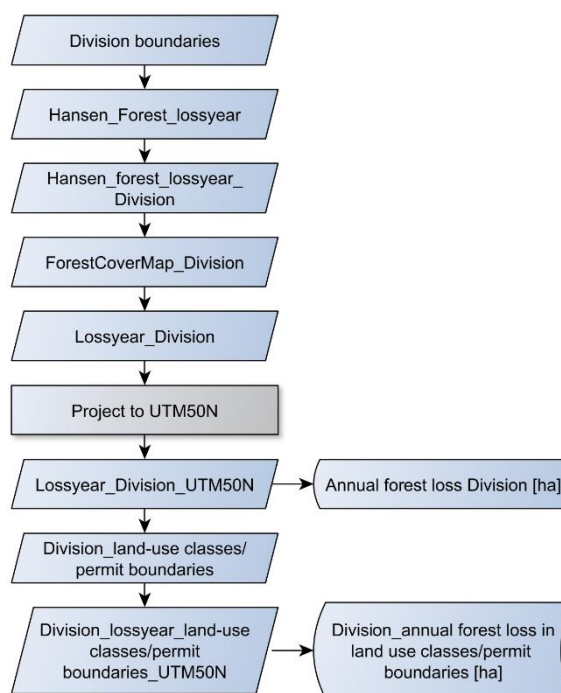 Division boundaries
Hansen_Forest_lossyear
Hansen_forest_lossyear_
Division
ForestCoverMap_Division
Lossyear_Division
Project to UTM50N
Lossyear_Division_UTM50N
Annual forest loss Division [ha]
Division_land-use classes/
permit boundaries
Division_lossyear_land-use
classes/permit
boundaries_UTM50N
Division_annual forest loss in
land use classes/permit
boundaries [ha]